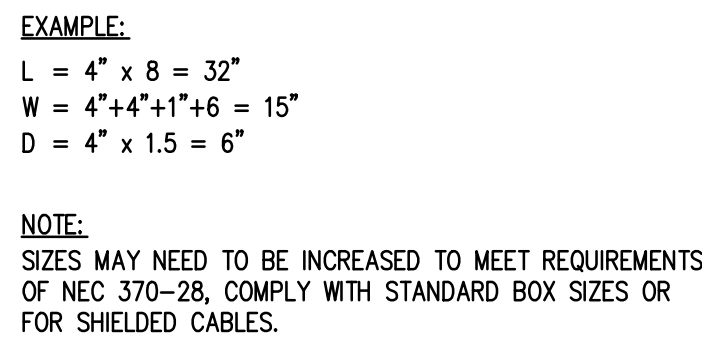 EXAMPLE:
L = 4" x 8 = 32"
W = 4"+4"+1"+6 = 15"
D = 4" x 1.5 = 6"
NOTE:
SIZES MAY NEED TO BE INCREASED TO MEET REQUIREMENTS
OF NEC 370-28, COMPLY WITH STANDARD BOX SIZES OR
FOR SHIELDED CABLES.